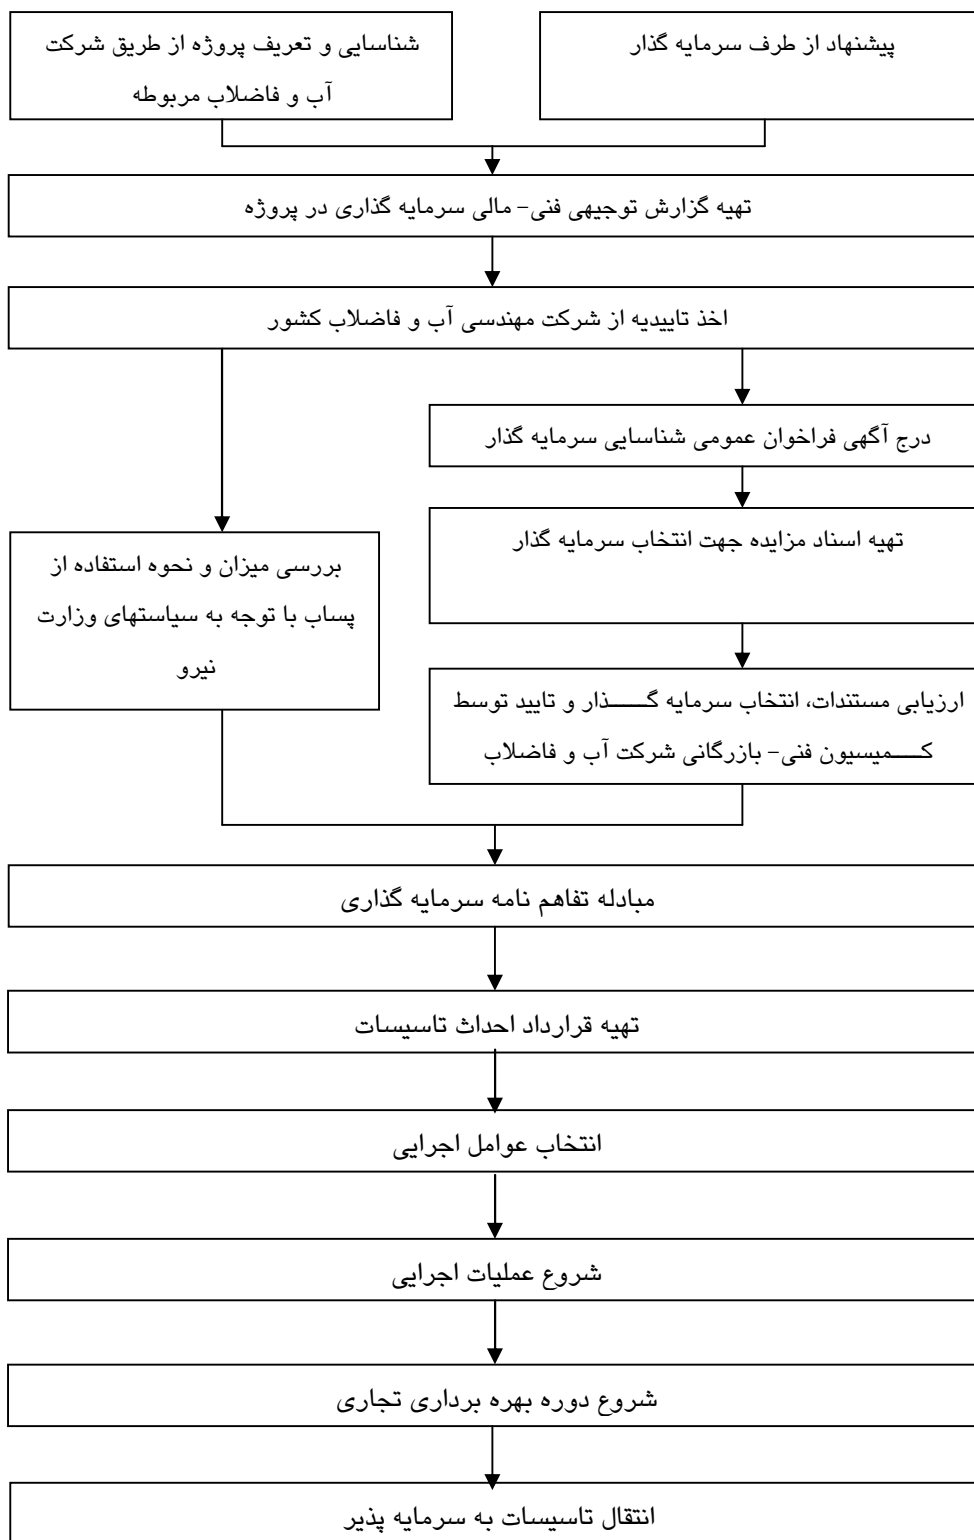 پیشنهاد از طرف سرمایه گذار
شناسایی و تعریف پروژه از طریق شرکت
آب و فاضلاب مربوطه
تهیه گزارش توجیهی فنی- مالی سرمایه گذاری در پروژه
اخذ تاییدیه از شرکت مهندسی آب و فاضلاب کشور
درج آگهی فراخوان عمومی شناسایی سرمایه گذار
تهیه اسناد مزایده جهت انتخاب سرمایه گذار
بررسی میزان و نحوه استفاده از
پساب با توجه به سیاستهای وزارت
نیرو
ارزیابی مستندات، انتخاب سرمایه گـــــذار و تایید توسط
کـــــمیسیون فنی- بازرگانی شرکت آب و فاضلاب
مبادله تفاهم نامه سرمایه گذاری
تهیه قرارداد احداث تاسیسات
انتخاب عوامل اجرایی
شروع عملیات اجرایی
شروع دوره بهره برداری تجاری
انتقال تاسیسات به سرمایه پذیر